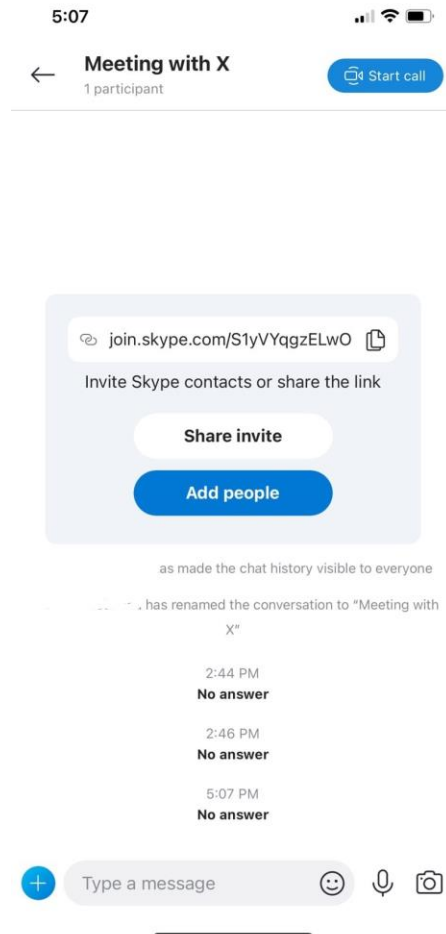 5:07
Meeting with X
1 participant
Start call
join.skype.com/S1yVYqgzELwO
Invite Skype contacts or share the link
Share invite
Add people
as made the chat history visible to everyone
has renamed the conversation to “Meeting with
X”
2:44 PM
No answer
2:46 PM
No answer
5:07 PM
No answer
Type a message